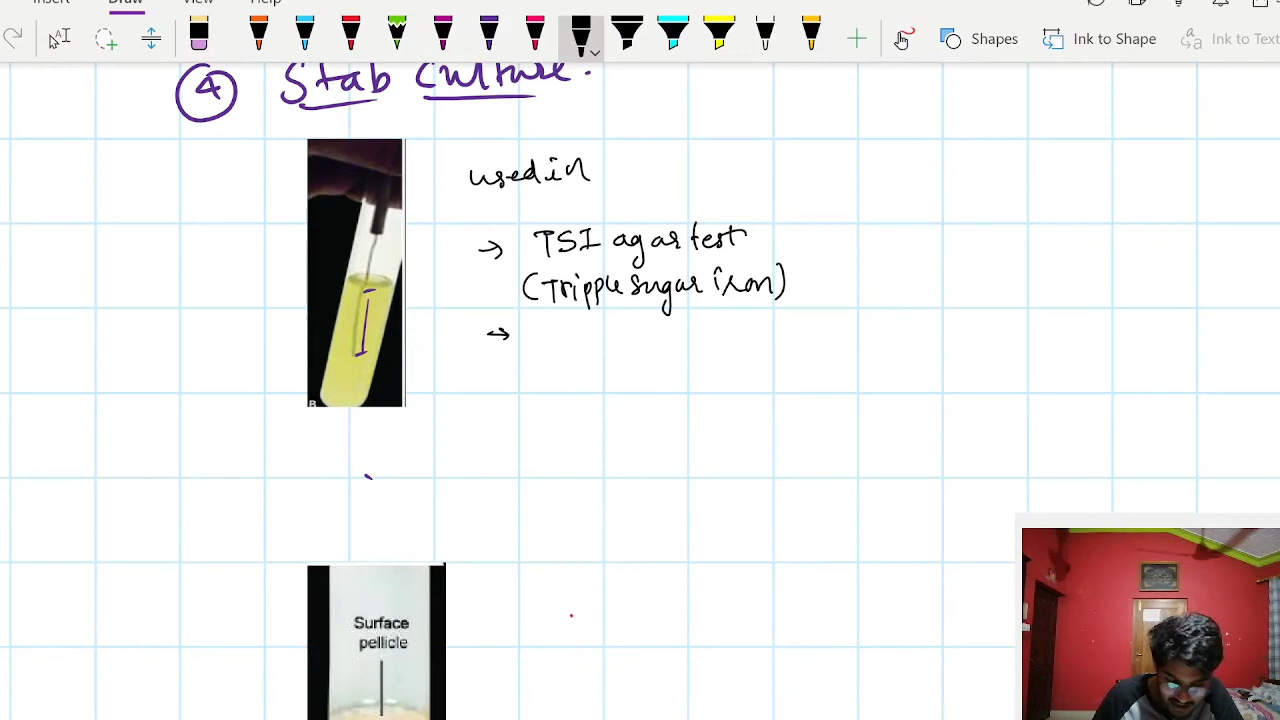 Insert Draw View Help
Shapes Ink to Shape Ink to Text
④ Stab Culture.
used in
→ TSI agar test
(Tripple sugar iron)
→
B
Surface
pellicle